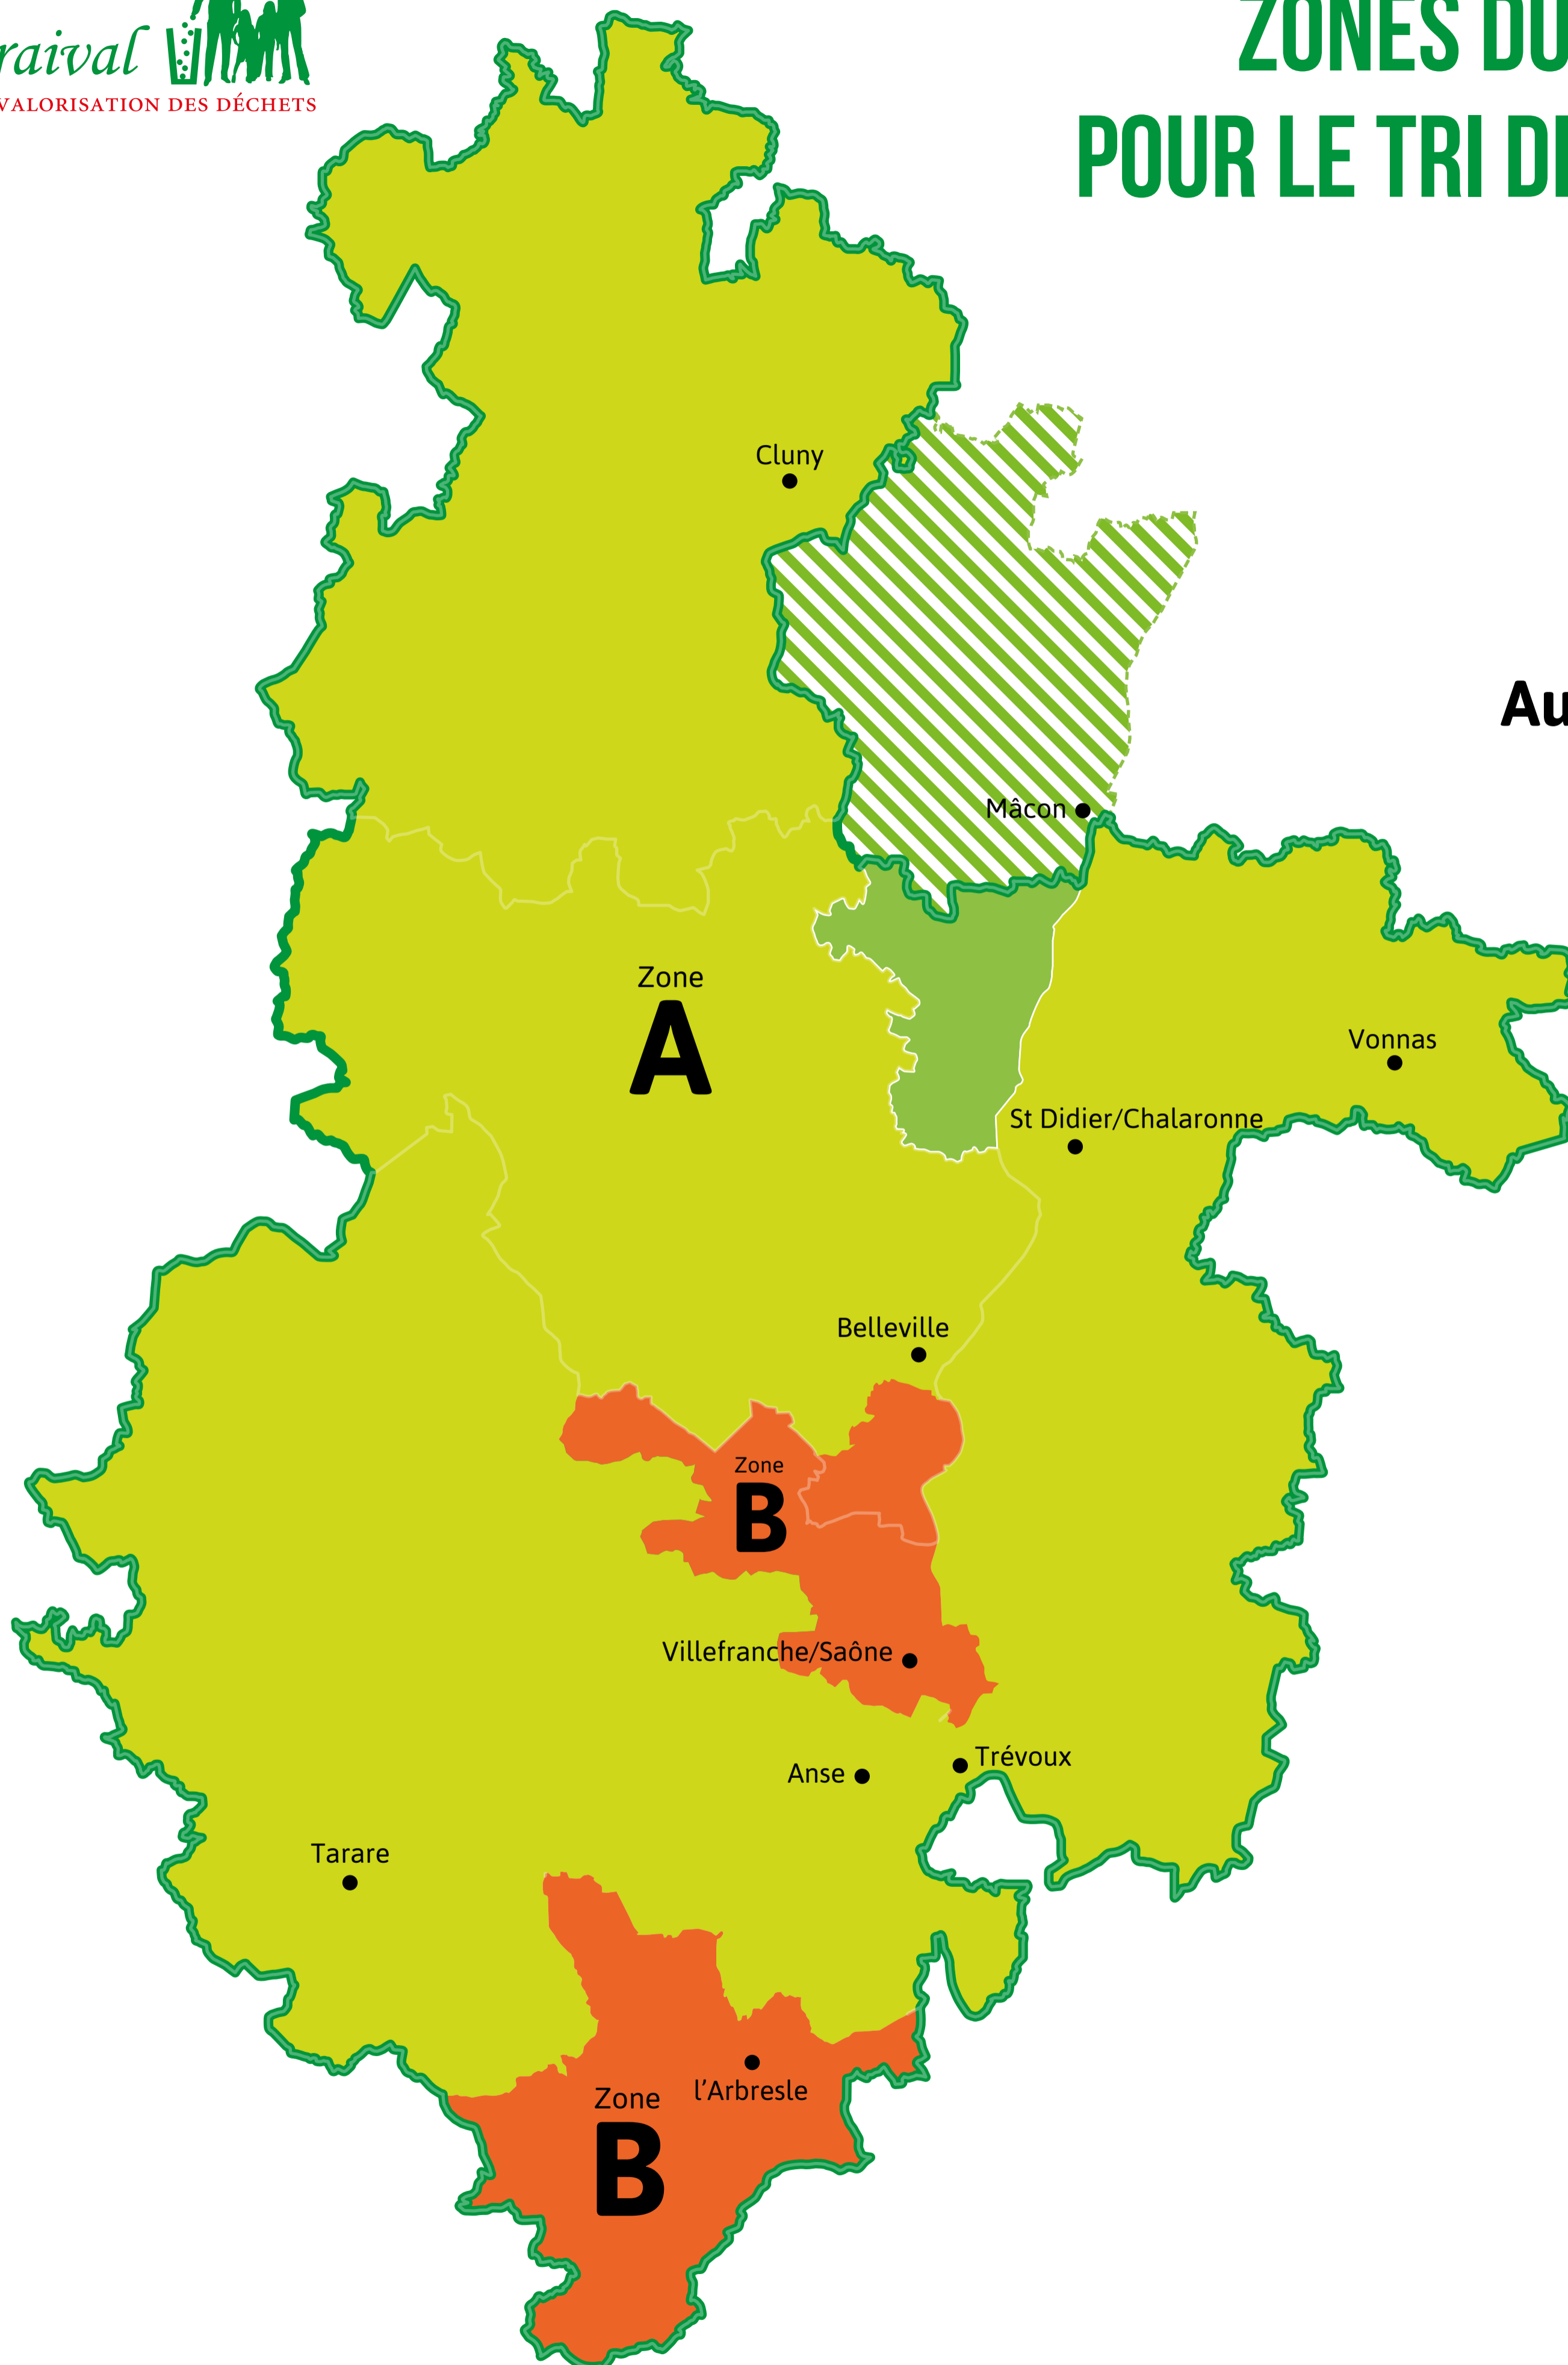 raival
VALORISATION DES DÉCHETS
ZONES DU
POUR LE TRI DE
Cluny
Au
Mâcon
Zone
A
Vonnas
St Didier/Chalaronne
Belleville
Zone
B
Villefranche/Saône
Trévoux
Anse
Tarare
l'Arbresle
Zone
B